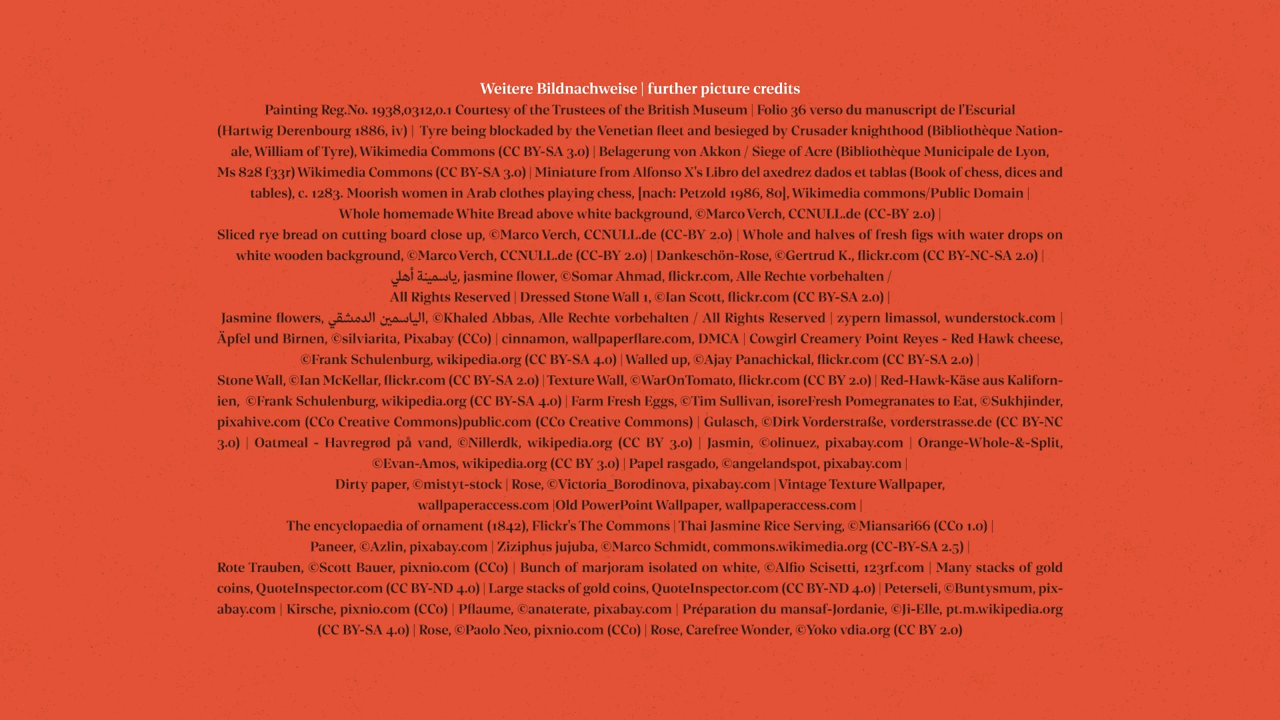 Weitere Bildnachweise | further picture credits
Painting Reg.No. 1938,0312,0.1 Courtesy of the Trustees of the British Museum | Folio 36 verso du manuscript de l'Escurial
(Hartwig Derenbourg 1886, iv) | Tyre being blockaded by the Venetian fleet and besieged by Crusader knighthood (Bibliothèque Nation-
ale, William of Tyre), Wikimedia Commons (CC BY-SA 3.0) | Belagerung von Akkon / Siege of Acre (Bibliothèque Municipale de Lyon,
Ms 828 f33r) Wikimedia Commons (CC BY-SA 3.0) | Miniature from Alfonso X's Libro del axedrez dados et tablas (Book of chess, dices and
tables), c. 1283. Moorish women in Arab clothes playing chess, [nach: Petzold 1986, 80], Wikimedia commons/Public Domain |
Whole homemade White Bread above white background, ©Marco Verch, CCNULL.de (CC-BY 2.0) |
Sliced rye bread on cutting board close up, ©Marco Verch, CCNULL.de (CC-BY 2.0) | Whole and halves of fresh figs with water drops on
white wooden background, ©Marco Verch, CCNULL.de (CC-BY 2.0) | Dankeschön-Rose, ©Gertrud K., flickr.com (CC BY-NC-SA 2.0) |
ياسمينة أهلي, jasmine flower, ©Somar Ahmad, flickr.com, Alle Rechte vorbehalten /
All Rights Reserved | Dressed Stone Wall 1, ©Ian Scott, flickr.com (CC BY-SA 2.0) |
Jasmine flowers, الياسمين الدمشقي, ©Khaled Abbas, Alle Rechte vorbehalten / All Rights Reserved | zypern limassol, wunderstock.com |
Äpfel und Birnen, ©silviarita, Pixabay (CC0) | cinnamon, wallpaperflare.com, DMCA | Cowgirl Creamery Point Reyes - Red Hawk cheese,
©Frank Schulenburg, wikipedia.org (CC BY-SA 4.0) | Walled up, ©Ajay Panachickal, flickr.com (CC BY-SA 2.0) |
Stone Wall, ©Ian McKellar, flickr.com (CC BY-SA 2.0) | Texture Wall, ©WarOnTomato, flickr.com (CC BY 2.0) | Red-Hawk-Käse aus Kaliforn-
ien, ©Frank Schulenburg, wikipedia.org (CC BY-SA 4.0) | Farm Fresh Eggs, ©Tim Sullivan, isoreFresh Pomegranates to Eat, ©Sukhjinder,
pixahive.com (CC0 Creative Commons)public.com (CC0 Creative Commons) | Gulasch, ©Dirk Vorderstraße, vorderstrasse.de (CC BY-NC
3.0) | Oatmeal - Havregrød på vand, ©Nillerdk, wikipedia.org (CC BY 3.0) | Jasmin, ©olinuez, pixabay.com | Orange-Whole-&-Split,
©Evan-Amos, wikipedia.org (CC BY 3.0) | Papel rasgado, ©angelandspot, pixabay.com |
Dirty paper, ©mistyt-stock | Rose, ©Victoria_Borodinova, pixabay.com | Vintage Texture Wallpaper,
wallpaperaccess.com |Old PowerPoint Wallpaper, wallpaperaccess.com |
The encyclopaedia of ornament (1842), Flickr's The Commons | Thai Jasmine Rice Serving, ©Miansari66 (CC0 1.0) |
Paneer, ©Azlin, pixabay.com | Ziziphus jujuba, ©Marco Schmidt, commons.wikimedia.org (CC-BY-SA 2.5) |
Rote Trauben, ©Scott Bauer, pixnio.com (CC0) | Bunch of marjoram isolated on white, ©Alfio Scisetti, 123rf.com | Many stacks of gold
coins, QuoteInspector.com (CC BY-ND 4.0) | Large stacks of gold coins, QuoteInspector.com (CC BY-ND 4.0) | Peterseli, ©Buntysmum, pix-
abay.com | Kirsche, pixnio.com (CC0) | Pflaume, ©anaterate, pixabay.com | Préparation du mansaf-Jordanie, ©Ji-Elle, pt.m.wikipedia.org
(CC BY-SA 4.0) | Rose, ©Paolo Neo, pixnio.com (CC0) | Rose, Carefree Wonder, ©Yoko vdia.org (CC BY 2.0)